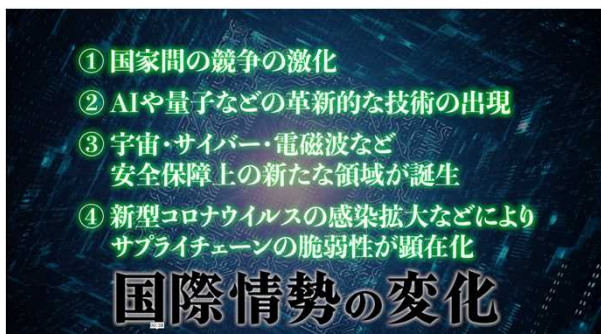 ① 国家間の競争の激化
② AIや量子などの革新的な技術の出現
③ 宇宙・サイバー・電磁波など
安全保障上の新たな領域が誕生
④ 新型コロナウイルスの感染拡大などにより
サプライチェーンの脆弱性が顕在化
国際情勢の変化